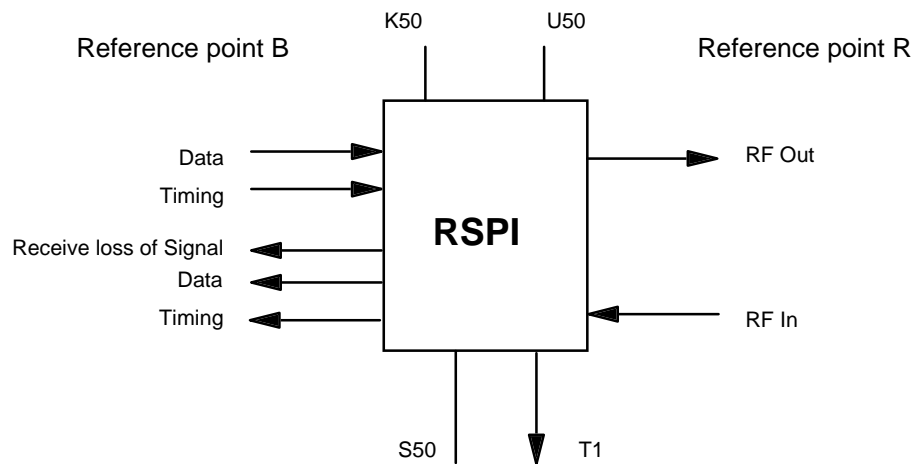 K50 U50
Reference point B Reference point R
Data RF Out
Timing
RSPI
Receive loss of Signal
Data
Timing RF In
S50 T1